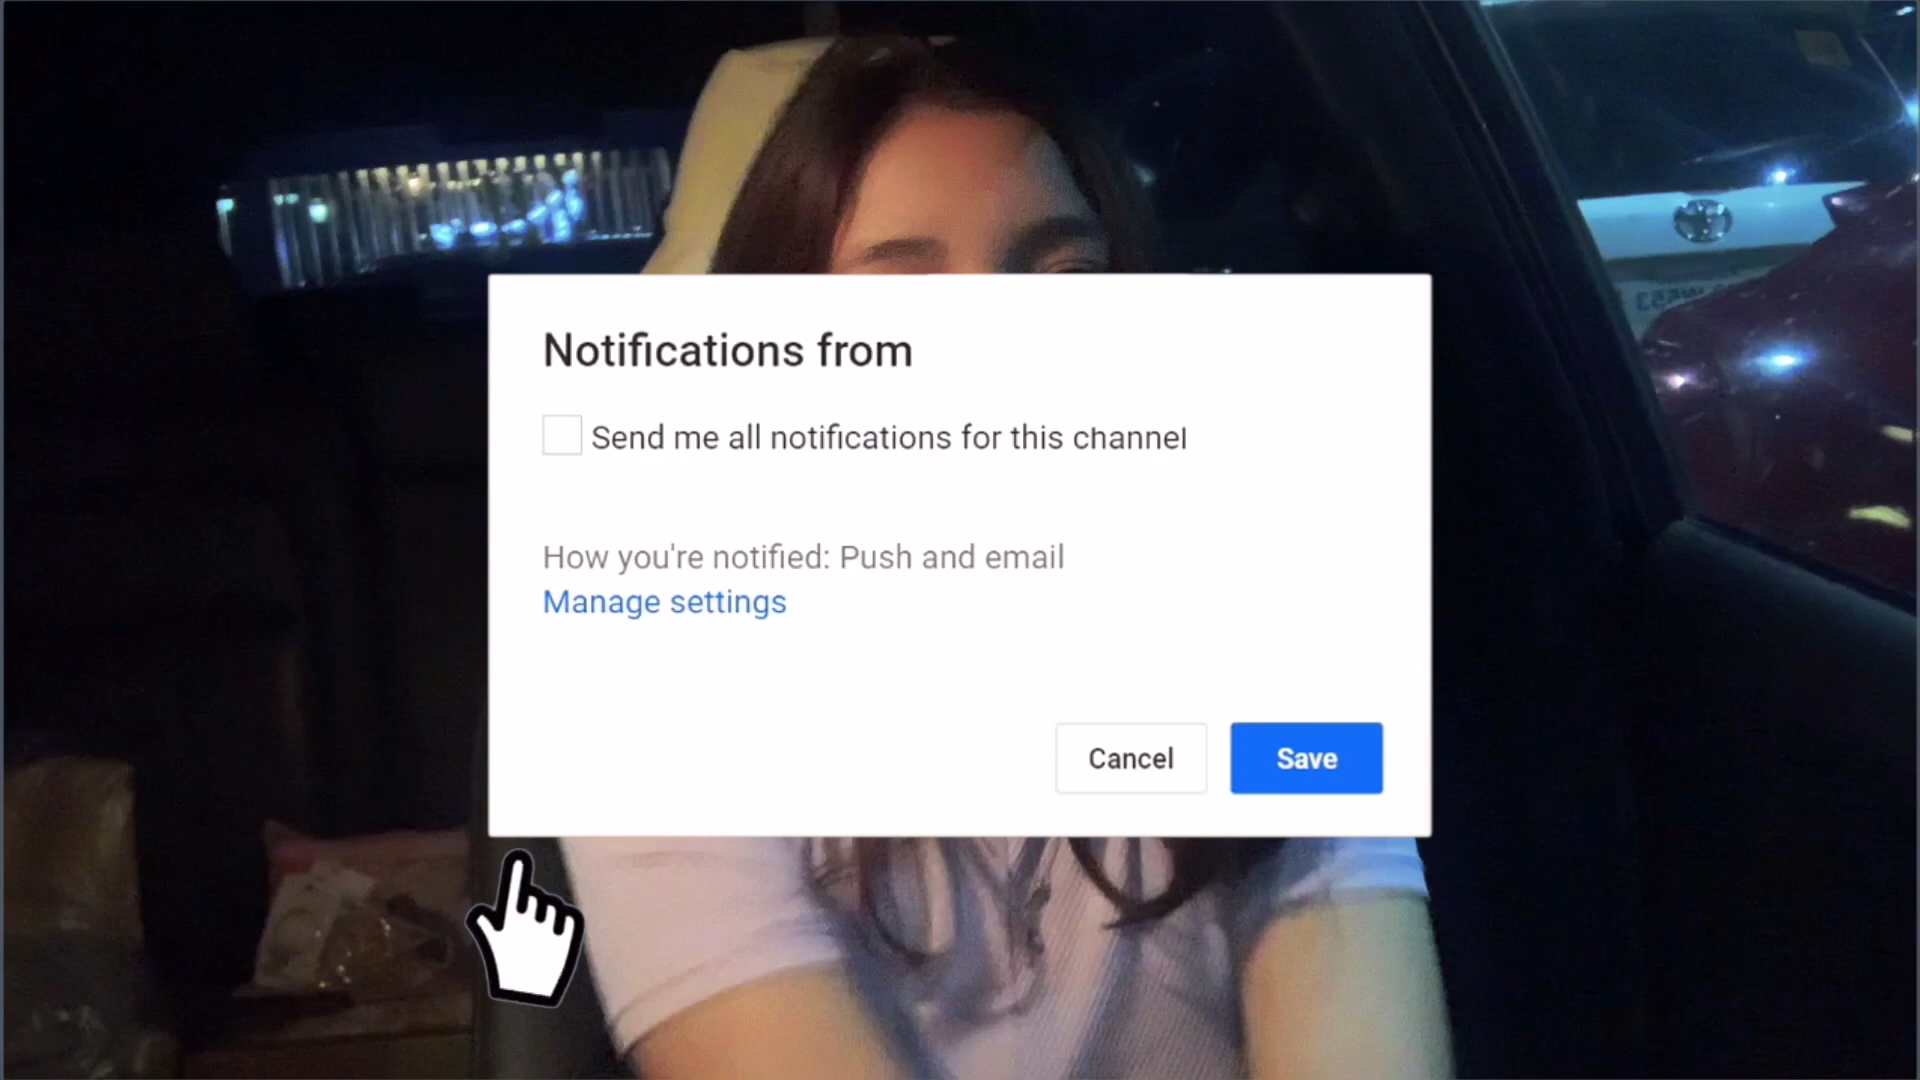 Notifications from
Send me all notifications for this channel
How you're notified: Push and email
Manage settings
Cancel
Save